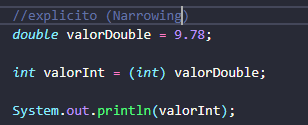 //explicito (Narrowing)
double valorDouble = 9.78;
int valorInt = (int) valorDouble;
System.out.println(valorInt);